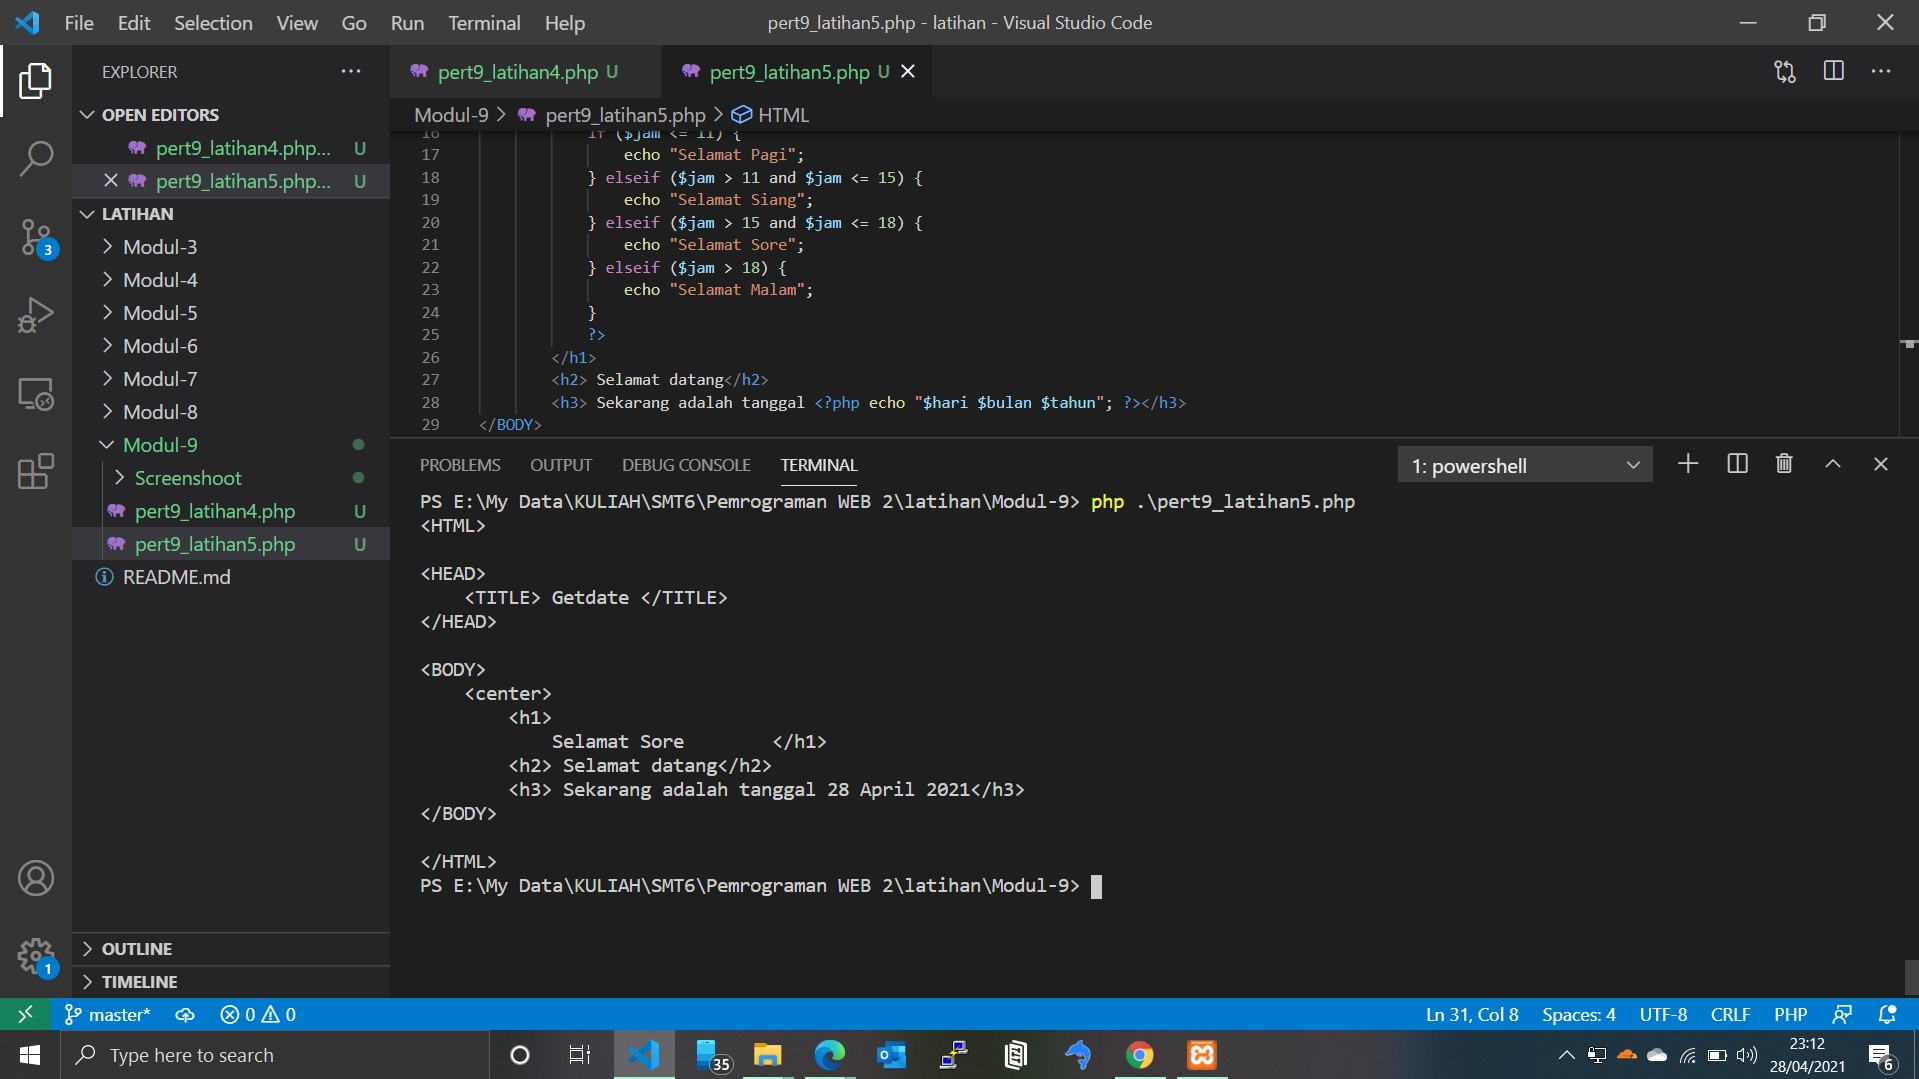 File Edit Selection View Go Run Terminal Help
pert9_latihan5.php - latihan - Visual Studio Code
EXPLORER
OPEN EDITORS
pert9_latihan4.php... U
pert9_latihan5.php... U
LATIHAN
Modul-3
Modul-4
Modul-5
Modul-6
Modul-7
Modul-8
Modul-9
Screenshoot
pert9_latihan4.php U
pert9_latihan5.php U
README.md
OUTLINE
TIMELINE
3
1
pert9_latihan4.php U
pert9_latihan5.php U
Modul-9 > pert9_latihan5.php > HTML
16 if ($jam <= 11) {
17 echo "Selamat Pagi";
18 } elseif ($jam > 11 and $jam <= 15) {
19 echo "Selamat Siang";
20 } elseif ($jam > 15 and $jam <= 18) {
21 echo "Selamat Sore";
22 } elseif ($jam > 18) {
23 echo "Selamat Malam";
24 }
25 ?>
26 </h1>
27 <h2> Selamat datang</h2>
28 <h3> Sekarang adalah tanggal <?php echo "$hari $bulan $tahun"; ?></h3>
29 </BODY>
PROBLEMS OUTPUT DEBUG CONSOLE TERMINAL
1: powershell
PS E:\My Data\KULIAH\SMT6\Pemrograman WEB 2\latihan\Modul-9> php .\pert9_latihan5.php
<HTML>
<HEAD>
<TITLE> Getdate </TITLE>
</HEAD>
<BODY>
<center>
<h1>
Selamat Sore </h1>
<h2> Selamat datang</h2>
<h3> Sekarang adalah tanggal 28 April 2021</h3>
</BODY>
</HTML>
PS E:\My Data\KULIAH\SMT6\Pemrograman WEB 2\latihan\Modul-9>
master* 0 0
Ln 31, Col 8 Spaces: 4 UTF-8 CRLF PHP
Type here to search
35
23:12
28/04/2021
6